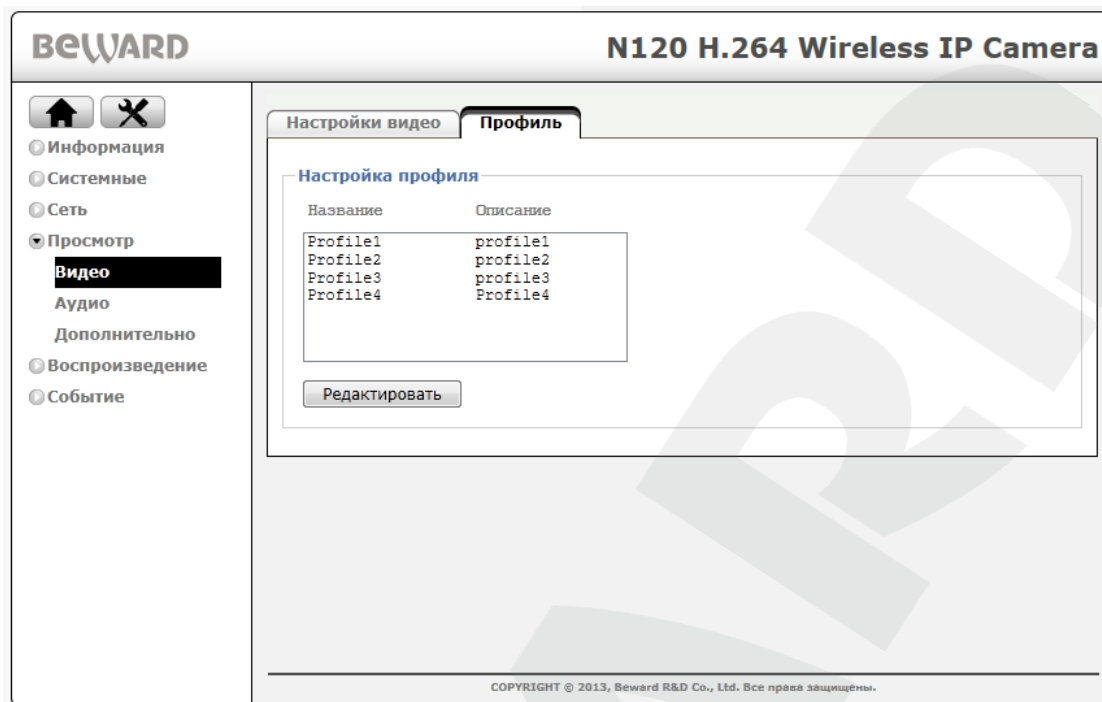 BEWARD
N120 H.264 Wireless IP Camera
Информация
Системные
Сеть
Просмотр
Видео
Аудио
Дополнительно
Воспроизведение
Событие
Настройки видео
Профиль
Настройка профиля
Название Описание
Profile1 profile1
Profile2 profile2
Profile3 profile3
Profile4 Profile4
Редактировать
COPYRIGHT © 2013, Beward R&D Co., Ltd. Все права защищены.